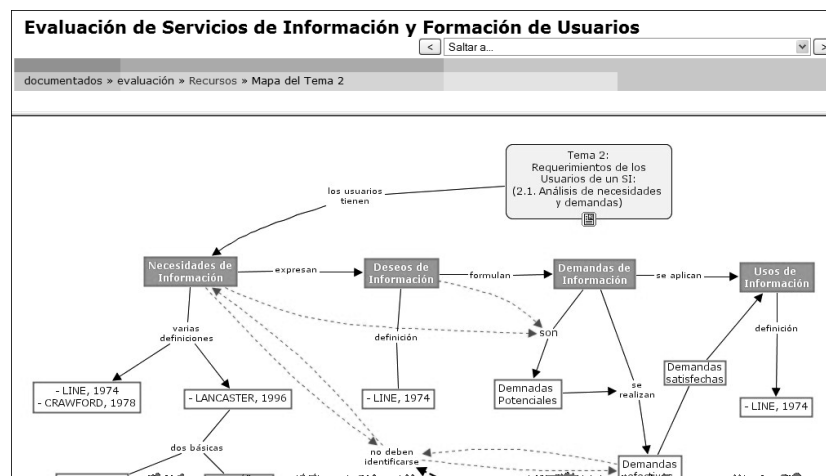 Evaluación de Servicios de Información y Formación de Usuarios
<
Saltar a...
>
documentados » evaluación » Recursos » Mapa del Tema 2
Tema 2:
Requerimientos de los
Usuarios de un SI:
(2.1. Análisis de necesidades
y demandas)
los usuarios
tienen
Necesidades de
Información
expresan
Deseos de
Información
formulan
Demandas de
Información
se aplican
Usos de
Información
varias
definiciones
definición
son
definición
Demandas
satisfechas
- LINE, 1974
- CRAWFORD, 1978
- LANCASTER, 1996
- LINE, 1974
Demnadas
Potenciales
se
realizan
- LINE, 1974
dos básicas
no deben
identificarse
Demandas